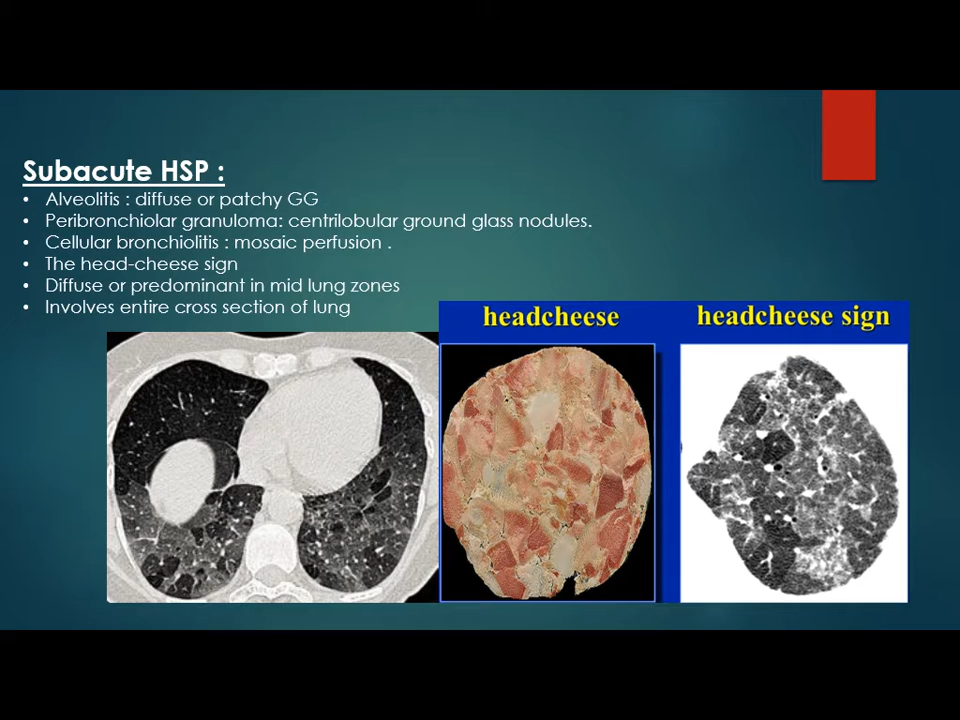 Subacute HSP :
• Alveolitis : diffuse or patchy GG
• Peribronchiolar granuloma: centrilobular ground glass nodules.
• Cellular bronchiolitis : mosaic perfusion .
• The head-cheese sign
• Diffuse or predominant in mid lung zones
• Involves entire cross section of lung
headcheese
headcheese sign